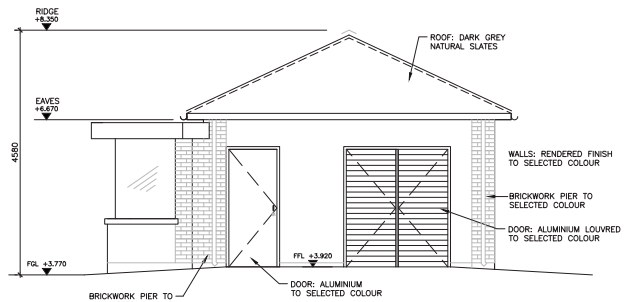 RIDGE
+8.350
ROOF: DARK GREY
NATURAL SLATES
EAVES
+6.670
4580
WALLS: RENDERED FINISH
TO SELECTED COLOUR
BRICKWORK PIER TO
SELECTED COLOUR
DOOR: ALUMINIUM LOUVRED
TO SELECTED COLOUR
FGL +3.770
FFL +3.920
DOOR: ALUMINIUM
TO SELECTED COLOUR
BRICKWORK PIER TO